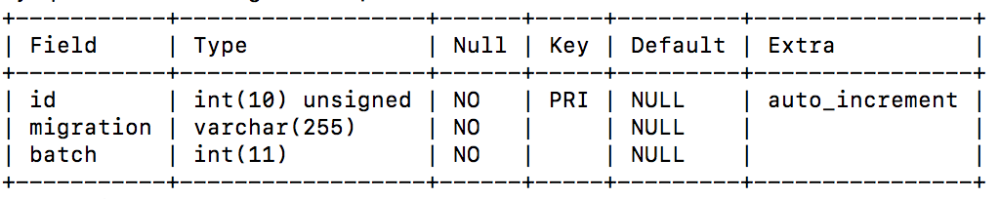 +-----------+------------------+------+-----+---------+----------------+
| Field     | Type             | Null | Key | Default | Extra          |
+-----------+------------------+------+-----+---------+----------------+
| id        | int(10) unsigned | NO   | PRI | NULL    | auto_increment |
| migration | varchar(255)     | NO   |     | NULL    |                |
| batch     | int(11)          | NO   |     | NULL    |                |
+-----------+------------------+------+-----+---------+----------------+